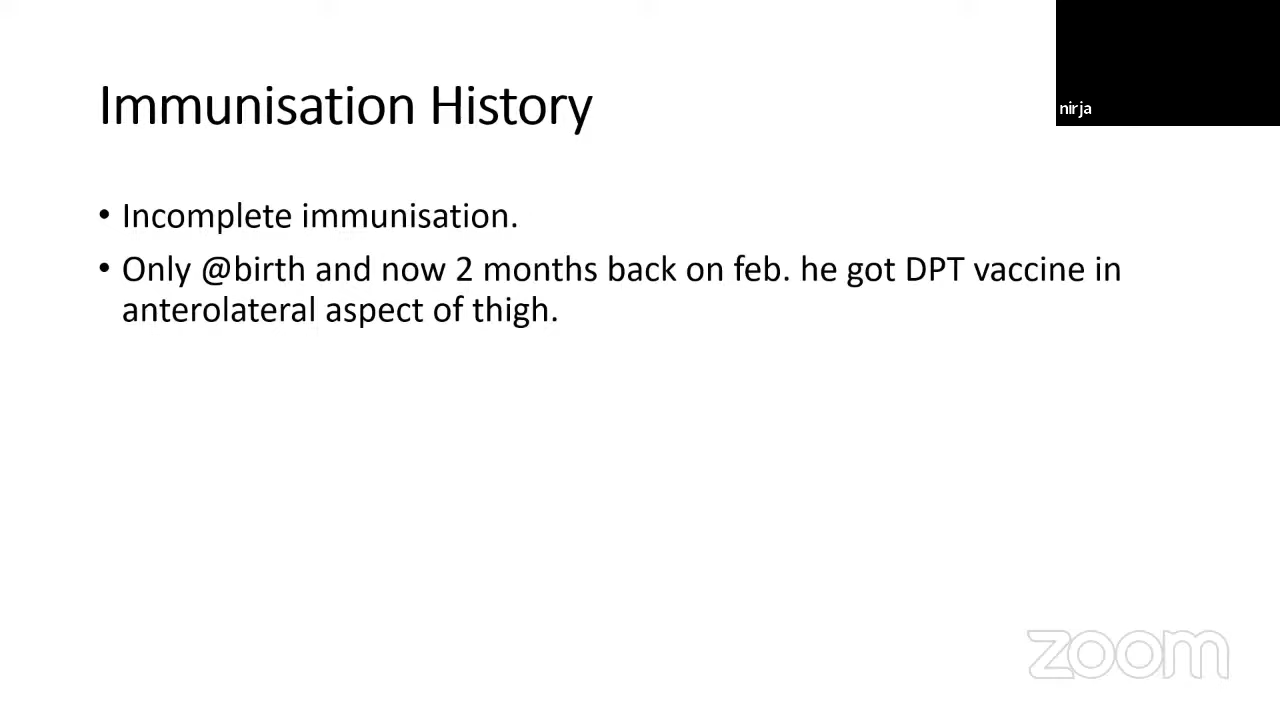 Immunisation History
nirja
• Incomplete immunisation.
• Only @birth and now 2 months back on feb. he got DPT vaccine in
anterolateral aspect of thigh.
zoom